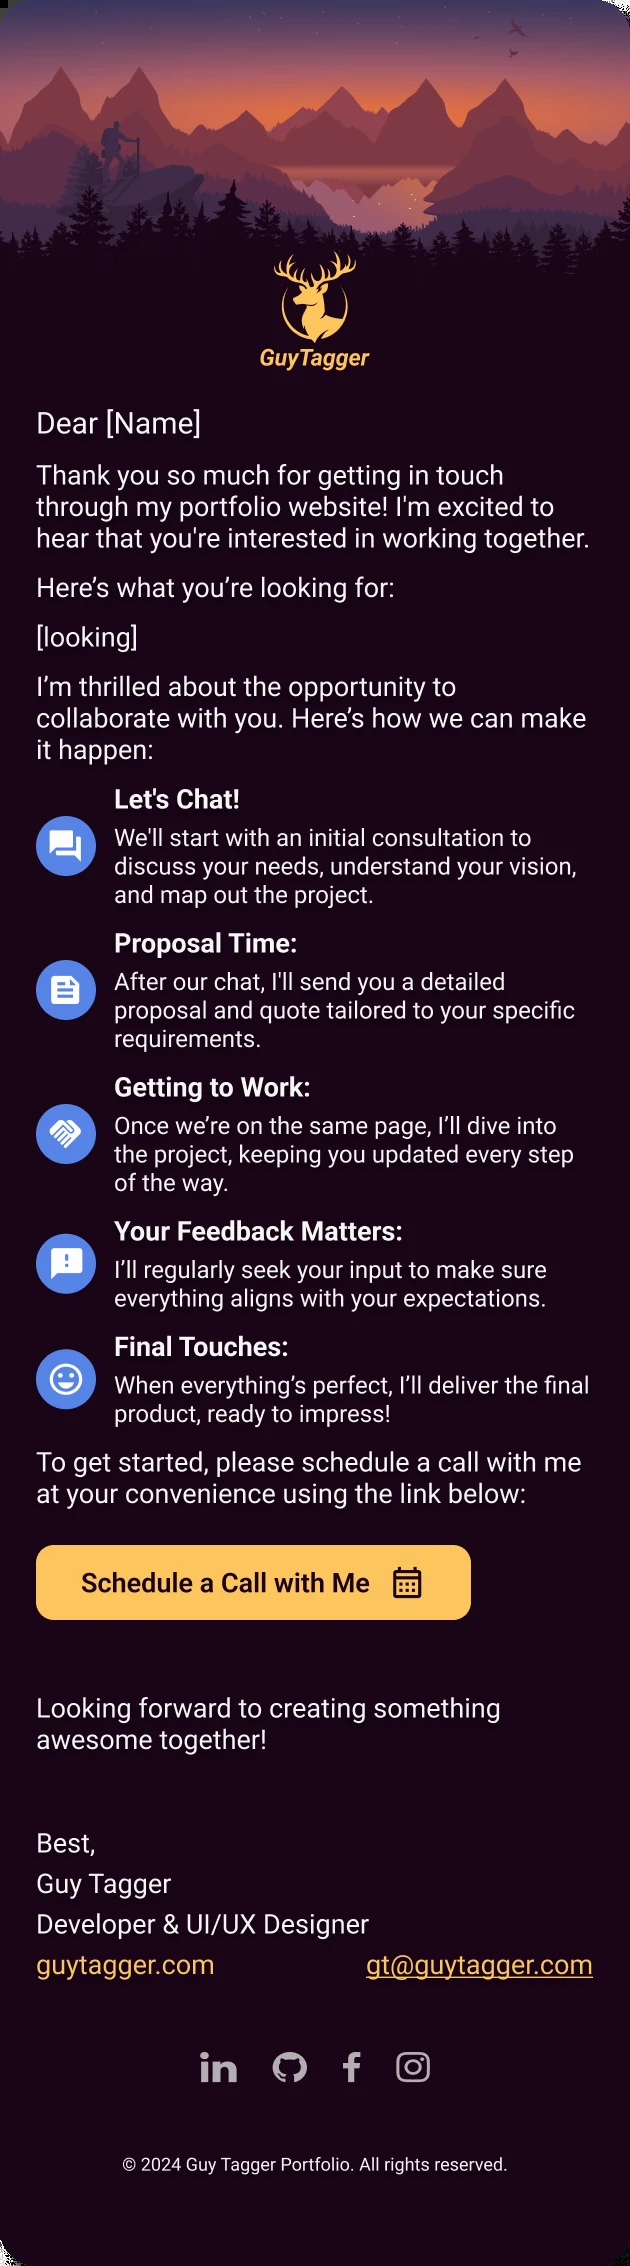 GuyTagger
Dear [Name]
Thank you so much for getting in touch
through my portfolio website! I'm excited to
hear that you're interested in working together.
Here’s what you’re looking for:
[looking]
I’m thrilled about the opportunity to
collaborate with you. Here’s how we can make
it happen:
Let's Chat!
We'll start with an initial consultation to
discuss your needs, understand your vision,
and map out the project.
Proposal Time:
After our chat, I'll send you a detailed
proposal and quote tailored to your specific
requirements.
Getting to Work:
Once we’re on the same page, I’ll dive into
the project, keeping you updated every step
of the way.
Your Feedback Matters:
I’ll regularly seek your input to make sure
everything aligns with your expectations.
Final Touches:
When everything’s perfect, I’ll deliver the final
product, ready to impress!
To get started, please schedule a call with me
at your convenience using the link below:
Schedule a Call with Me
Looking forward to creating something
awesome together!
Best,
Guy Tagger
Developer & UI/UX Designer
guytagger.com gt@guytagger.com
in
© 2024 Guy Tagger Portfolio. All rights reserved.